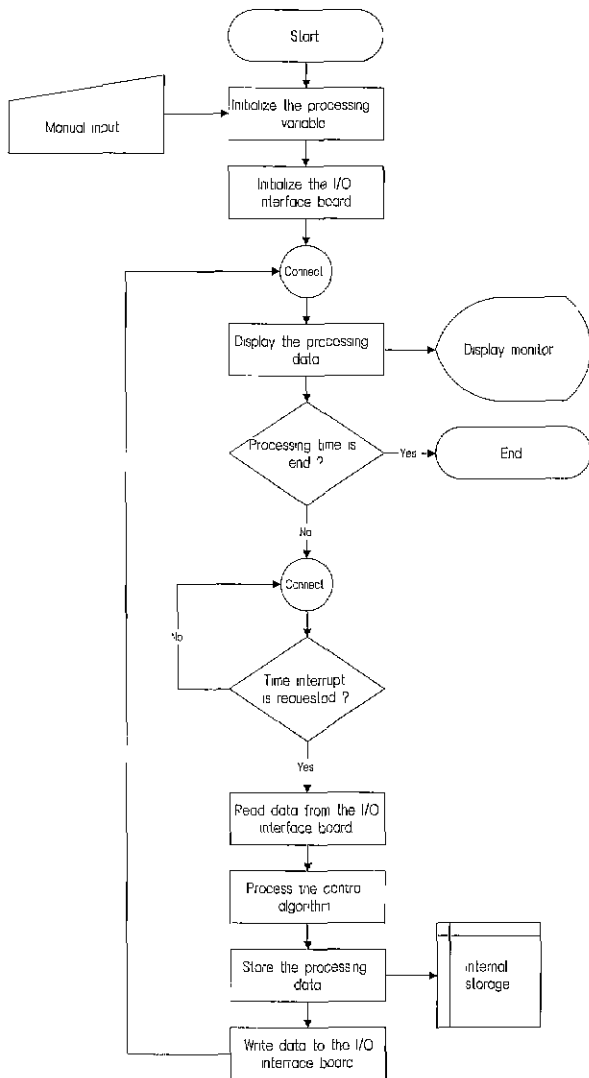 Start
Manual input
Initialize the processing
variable
Initialize the I/O
interface board
Connect
Display the processing
data
Display monitor
Processing time is
end ?
Yes
End
No
Connect
No
Time interrupt
is requested ?
Yes
Read data from the I/O
interface board
Process the contro
algorithm
Store the processing
data
internal
storage
Write data to the I/O
interface board